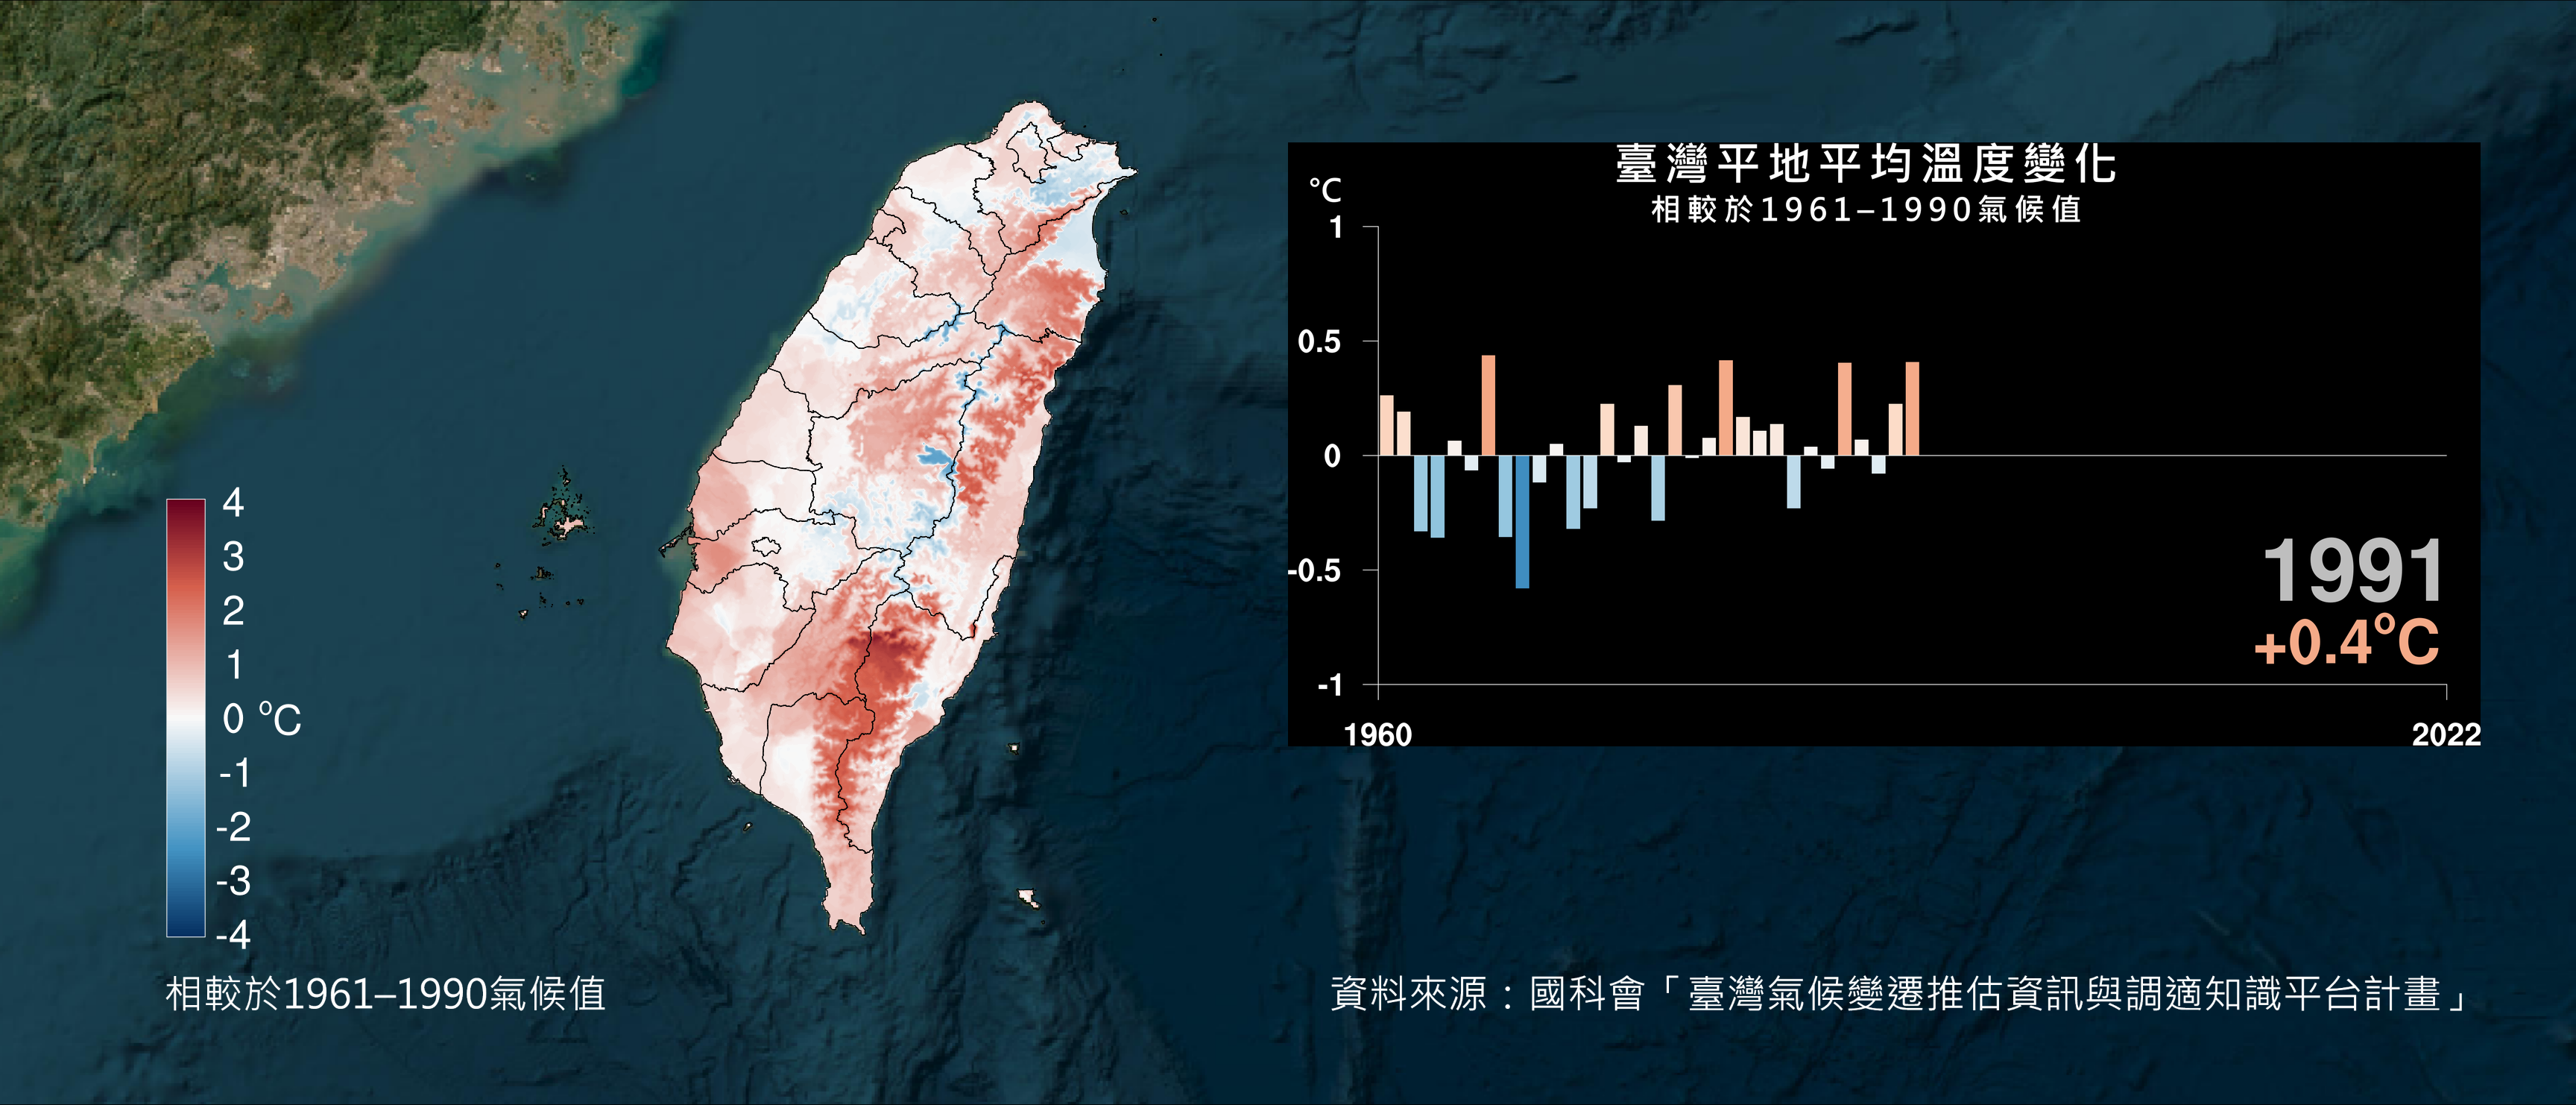 臺灣平地平均溫度變化
相較於1961–1990氣候值
°C
1
0.5
0
-0.5
-1
1960
2022
1991
+0.4°C
4
3
2
1
0 °C
-1
-2
-3
-4
相較於1961–1990氣候值
資料來源：國科會「臺灣氣候變遷推估資訊與調適知識平台計畫」